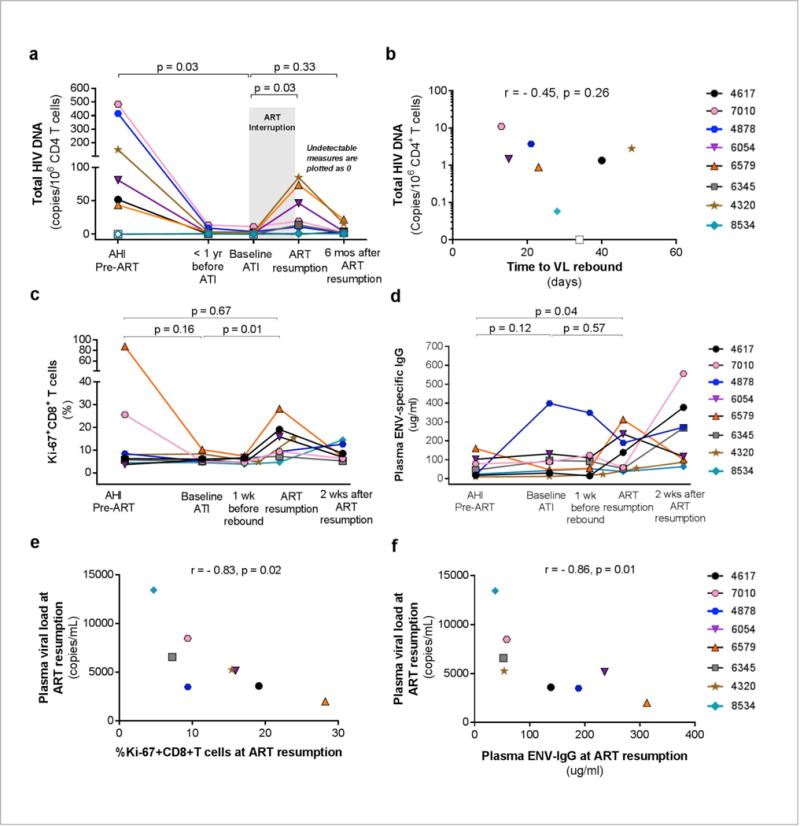 a
p = 0.03
p = 0.33
p = 0.03
Total HIV DNA
(copies/10⁶ CD4 T cells)
600
500
400
300
200
100
100
50
0
ART
Interruption
Undetectable
measures are
plotted as 0
AHI
Pre-ART
< 1 yr
before
ATI
Baseline
ATI
ART
resumption
6 mos after
ART
resumption
b
r = - 0.45, p = 0.26
Total HIV DNA
(Copies/10⁶ CD4⁺ T cells)
100
10
1
0.1
0
0
20
40
60
Time to VL rebound
(days)
4617
7010
4878
6054
6579
6345
4320
8534
c
p = 0.67
p = 0.16
p = 0.01
Ki-67⁺CD8⁺ T cells
(%)
100
80
60
40
30
20
10
0
AHI
Pre-ART
Baseline
ATI
1 wk
before
rebound
ART
resumption
2 wks after
ART
resumption
d
p = 0.04
p = 0.12
p = 0.57
Plasma ENV-specific IgG
(ug/ml)
700
600
500
400
300
200
100
0
AHI
Pre-ART
Baseline
ATI
1 wk
before
rebound
ART
resumption
2 wks after
ART
resumption
4617
7010
4878
6054
6579
6345
4320
8534
e
r = - 0.83, p = 0.02
Plasma viral load at
ART resumption
(copies/mL)
15000
10000
5000
0
0
10
20
30
%Ki-67+CD8+T cells at ART resumption
f
r = - 0.86, p = 0.01
Plasma viral load at
ART resumption
(copies/mL)
15000
10000
5000
0
0
100
200
300
400
Plasma ENV-IgG at ART resumption
(ug/ml)
4617
7010
4878
6054
6579
6345
4320
8534